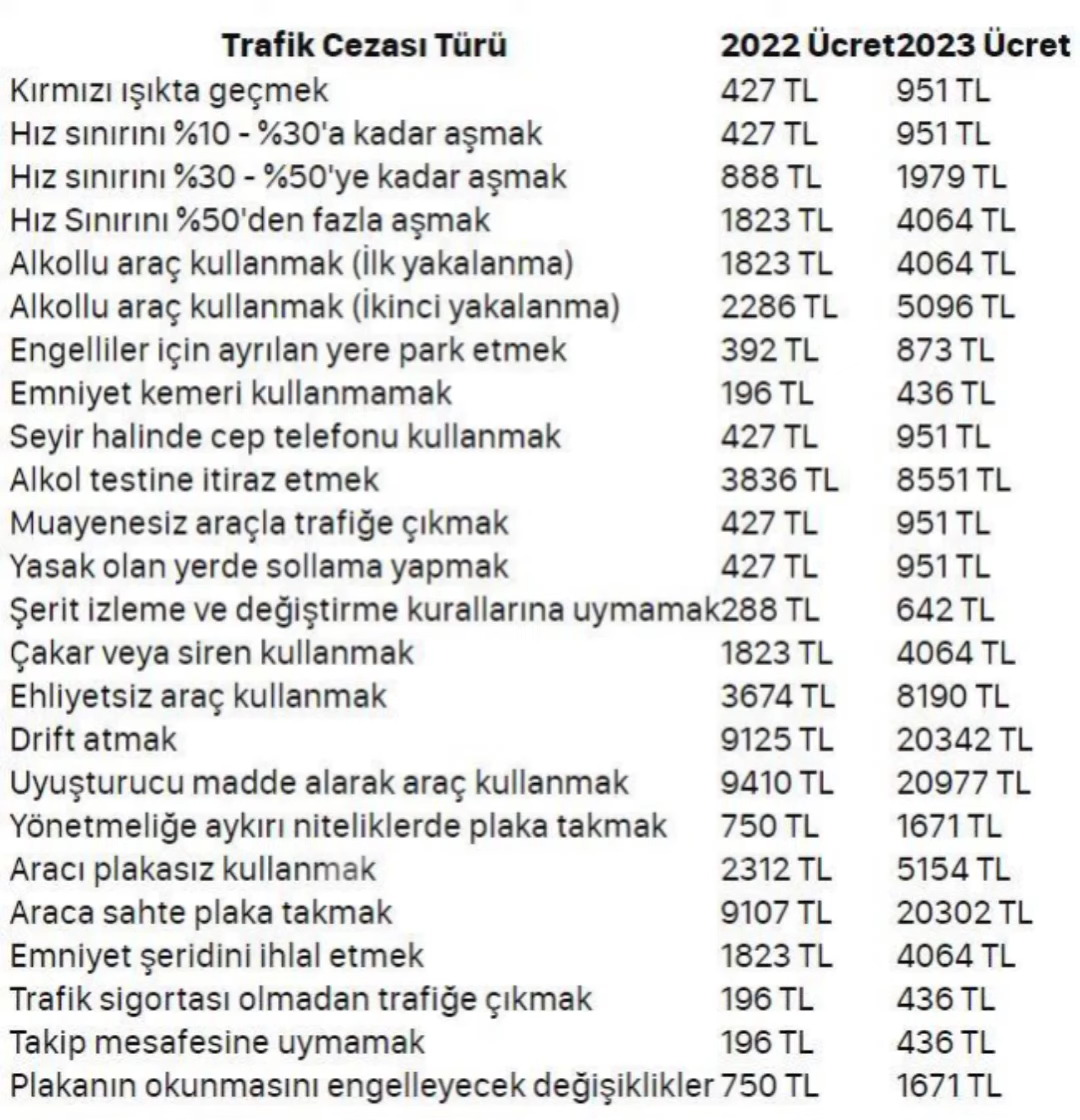 Trafik Cezası Türü 2022 Ücret 2023 Ücret
Kırmızı ışıkta geçmek 427 TL 951 TL
Hız sınırını %10 - %30'a kadar aşmak 427 TL 951 TL
Hız sınırını %30 - %50'ye kadar aşmak 888 TL 1979 TL
Hız Sınırını %50'den fazla aşmak 1823 TL 4064 TL
Alkollu araç kullanmak (İlk yakalanma) 1823 TL 4064 TL
Alkollu araç kullanmak (İkinci yakalanma) 2286 TL 5096 TL
Engelliler için ayrılan yere park etmek 392 TL 873 TL
Emniyet kemeri kullanmamak 196 TL 436 TL
Seyir halinde cep telefonu kullanmak 427 TL 951 TL
Alkol testine itiraz etmek 3836 TL 8551 TL
Muayenesiz araçla trafiğe çıkmak 427 TL 951 TL
Yasak olan yerde sollama yapmak 427 TL 951 TL
Şerit izleme ve değiştirme kurallarına uymamak 288 TL 642 TL
Çakar veya siren kullanmak 1823 TL 4064 TL
Ehliyetsiz araç kullanmak 3674 TL 8190 TL
Drift atmak 9125 TL 20342 TL
Uyuşturucu madde alarak araç kullanmak 9410 TL 20977 TL
Yönetmeliğe aykırı niteliklerde plaka takmak 750 TL 1671 TL
Aracı plakasız kullanmak 2312 TL 5154 TL
Araca sahte plaka takmak 9107 TL 20302 TL
Emniyet şeridini ihlal etmek 1823 TL 4064 TL
Trafik sigortası olmadan trafiğe çıkmak 196 TL 436 TL
Takip mesafesine uymamak 196 TL 436 TL
Plakanın okunmasını engelleyecek değişiklikler 750 TL 1671 TL